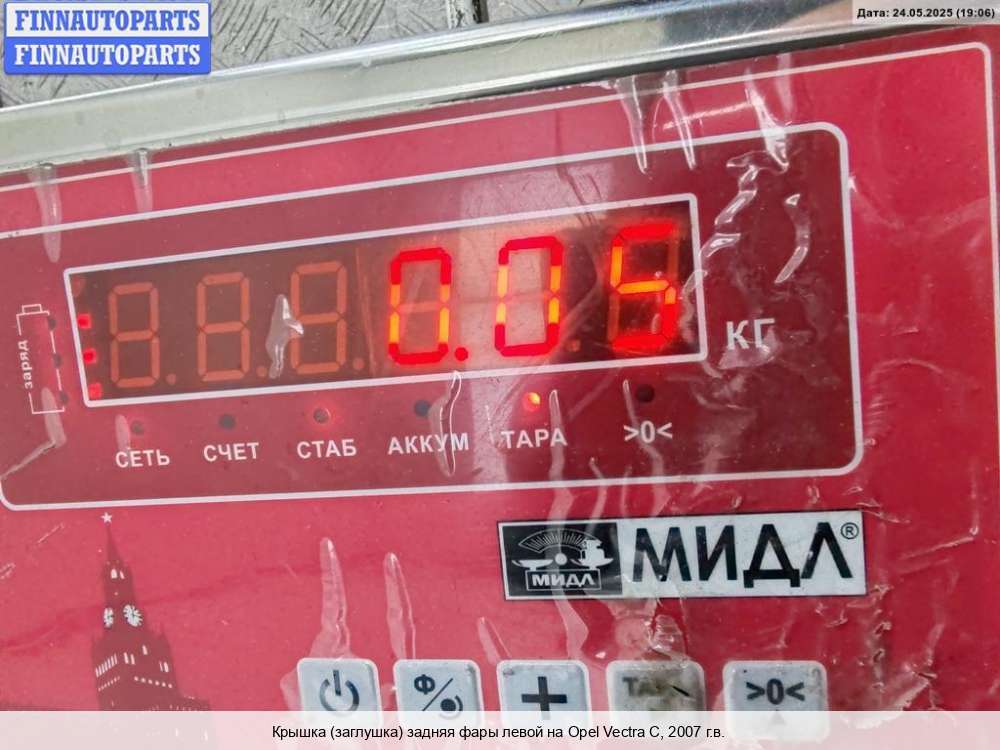 FINNAUTOPARTS
FINNAUTOPARTS
Дата: 24.05.2025 (19:06)
0.05
кг
заряд
СЕТЬ СЧЕТ СТАБ АККУМ ТАРА >0<
МИДЛ МИДЛ®
Ф/ + >0<
Крышка (заглушка) задняя фары левой на Opel Vectra C, 2007 г.в.